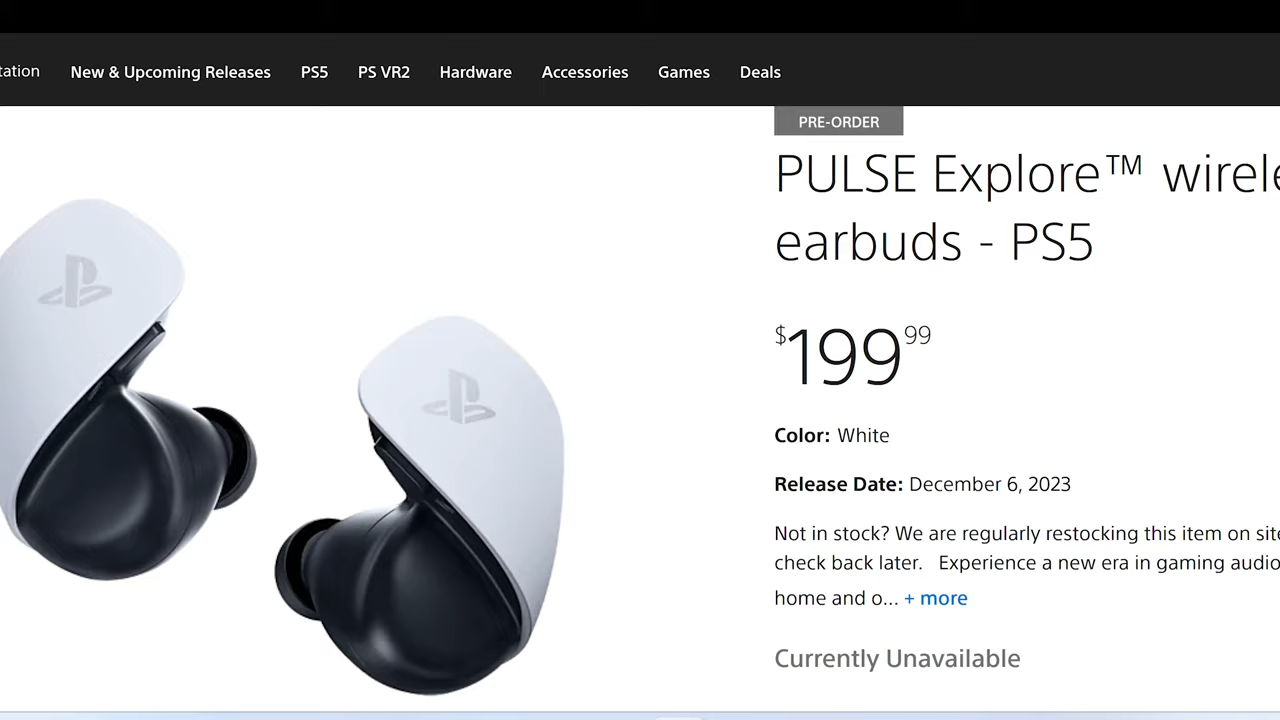 tation New & Upcoming Releases PS5 PS VR2 Hardware Accessories Games Deals
PRE-ORDER
PULSE Explore™ wirele
earbuds - PS5
$199.99
Color: White
Release Date: December 6, 2023
Not in stock? We are regularly restocking this item on site
check back later. Experience a new era in gaming audio
home and o... + more
Currently Unavailable